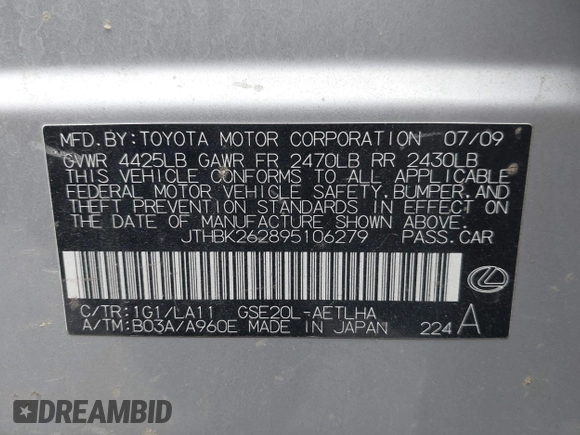 MFD. BY: TOYOTA MOTOR CORPORATION 07/09
GVWR 4425LB GAWR FR 2470LB RR 2430LB
THIS VEHICLE CONFORMS TO ALL APPLICABLE
FEDERAL MOTOR VEHICLE SAFETY, BUMPER, AND
THEFT PREVENTION STANDARDS IN EFFECT ON
THE DATE OF MANUFACTURE SHOWN ABOVE.
JTHBK262895106279 PASS. CAR
C/TR: 1G1/LA11 GSE20L-AETLHA
A/TM: B03A/A960E MADE IN JAPAN 224 A
DREAMBID